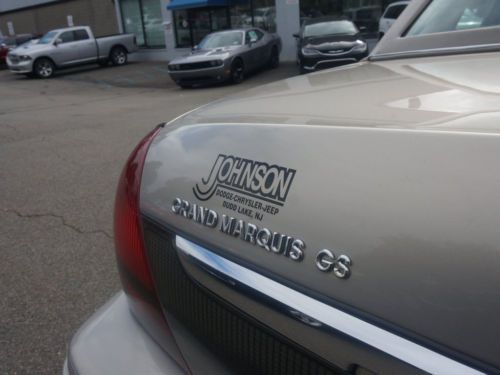 JOHNSON
DODGE-CHRYSLER-JEEP
BUDD LAKE, NJ
GRAND MARQUIS GS